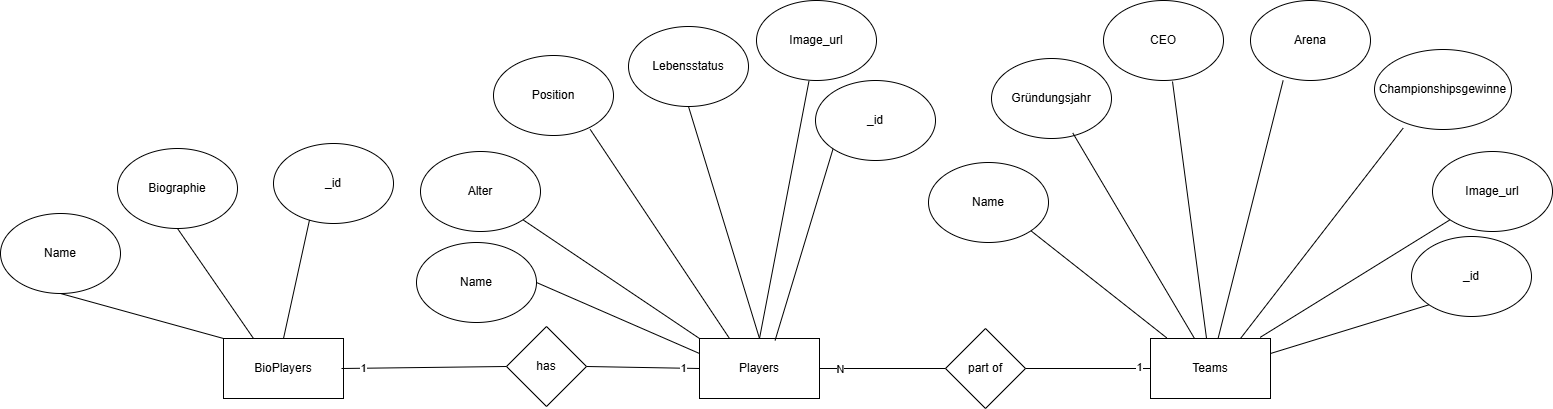 Image_url
CEO
Arena
Lebensstatus
Championshipsgewinne
Position
Gründungsjahr
_id
Biographie
_id
Alter
Name
Image_url
Name
Name
_id
BioPlayers
1
has
1
Players
N
part of
1
Teams